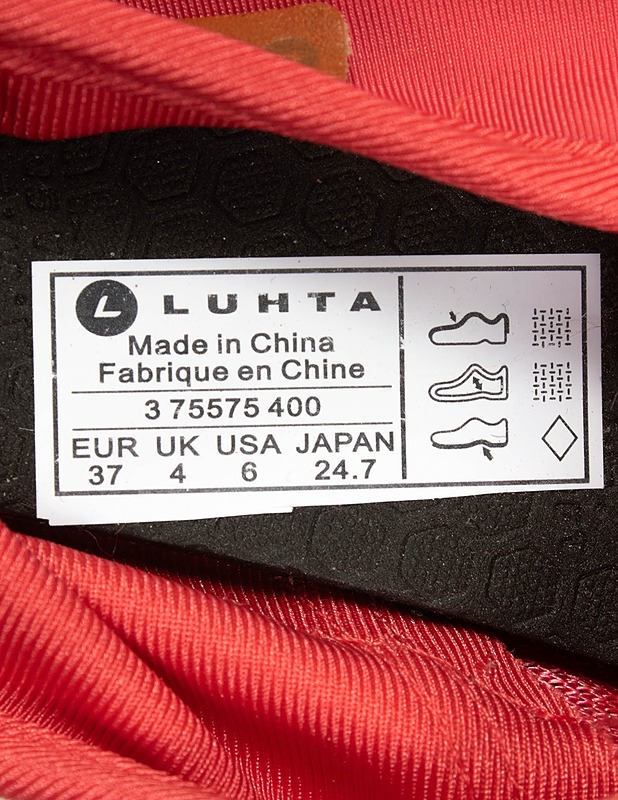 L LUHTA
Made in China
Fabrique en Chine
3 75575 400
EUR UK USA JAPAN
37 4 6 24.7